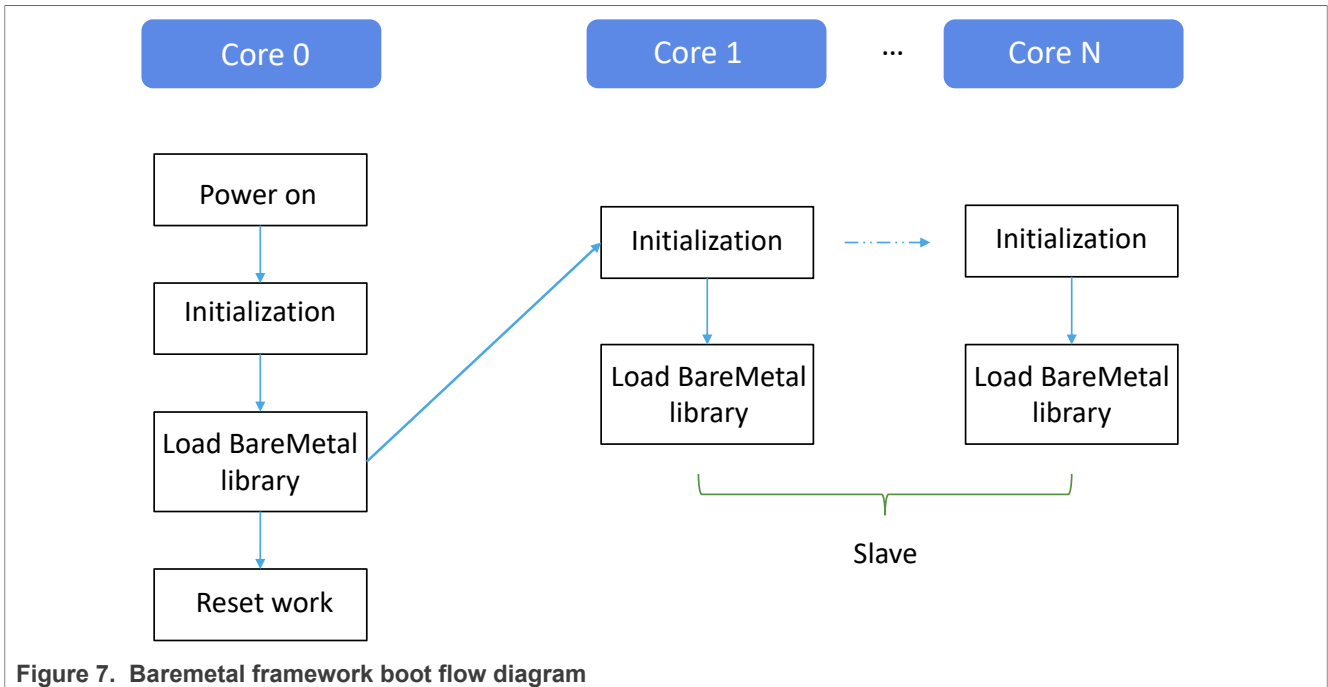 Core 0
Core 1
...
Core N
Power on
Initialization
Load BareMetal
library
Reset work
Initialization
Load BareMetal
library
Initialization
Load BareMetal
library
Slave
Figure 7. Baremetal framework boot flow diagram